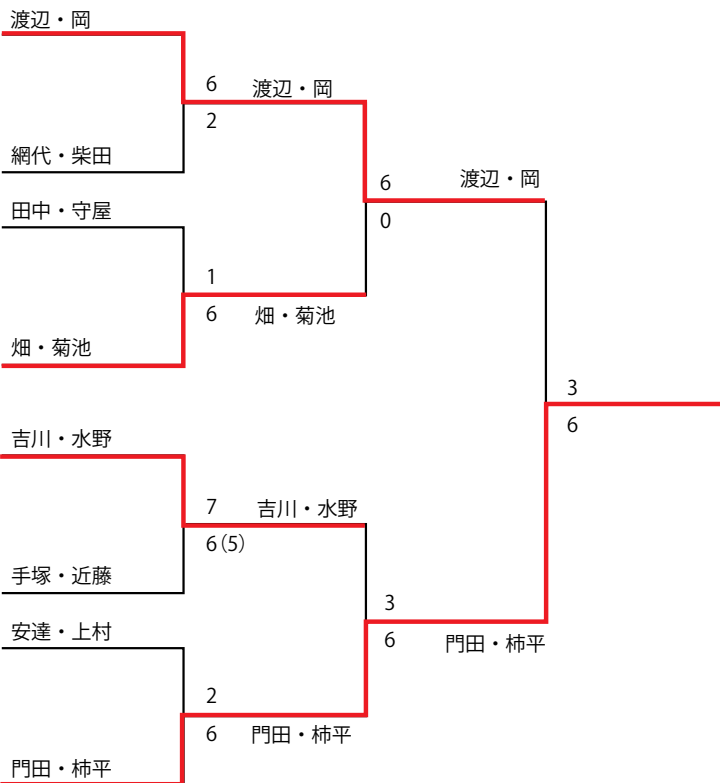 渡辺・岡
6
渡辺・岡
2
網代・柴田
6
渡辺・岡
田中・守屋
0
1
6
畑・菊池
畑・菊池
3
6
吉川・水野
7
吉川・水野
6(5)
手塚・近藤
3
安達・上村
6
門田・柿平
2
6
門田・柿平
門田・柿平